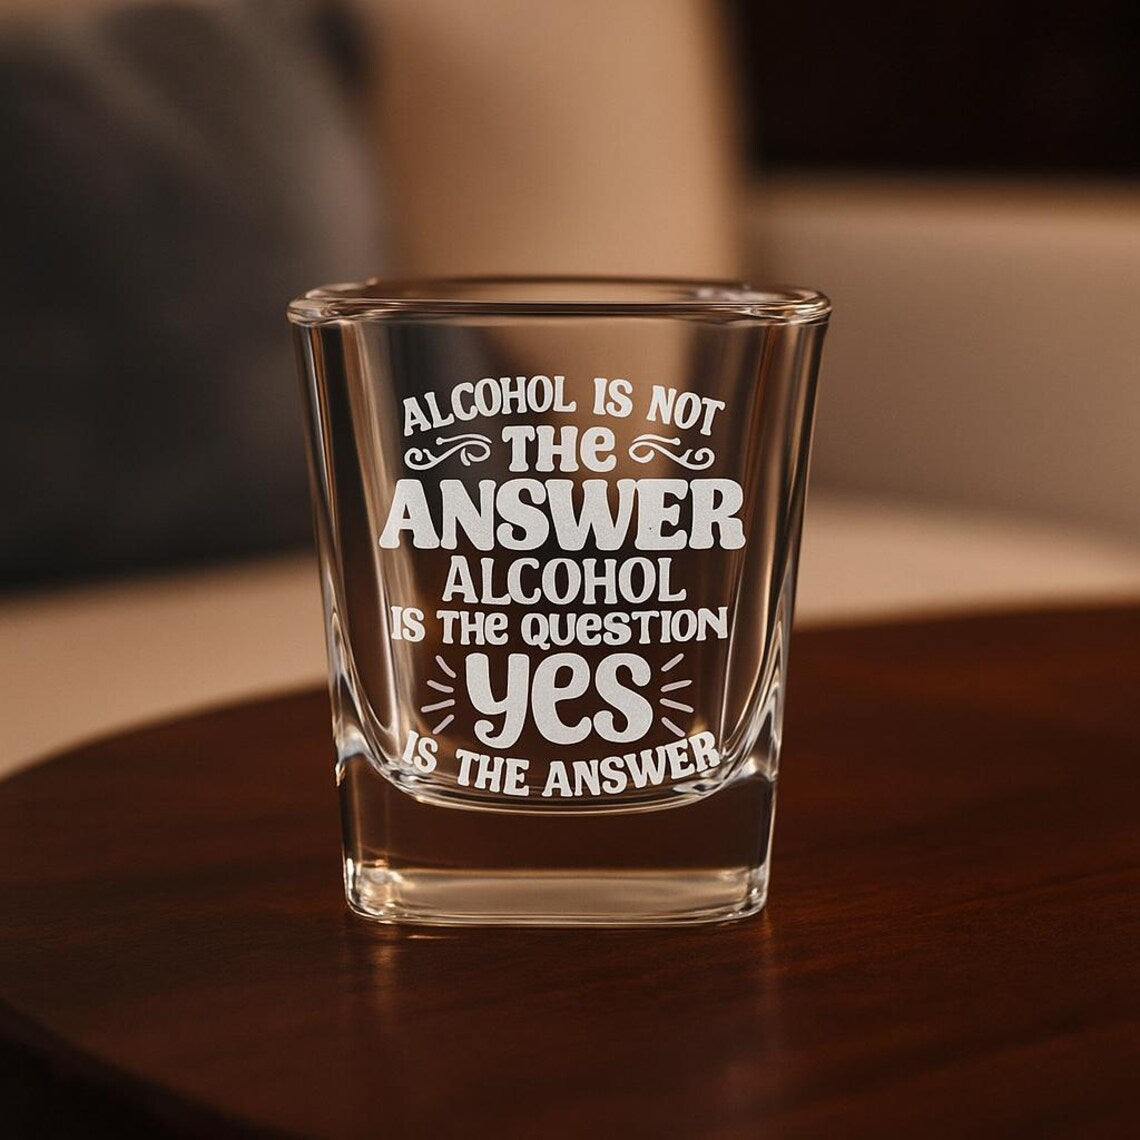 ALCOHOL IS NOT
THe
ANSWER
ALCOHOL
IS THe QUeSTION
yes
IS THE ANSWER